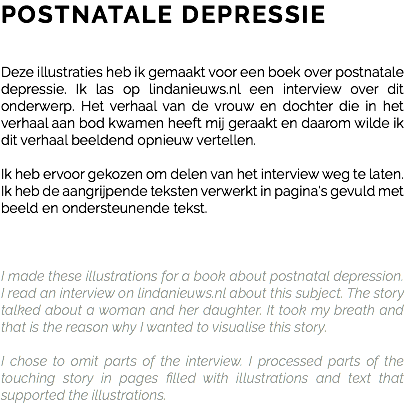 POSTNATALE DEPRESSIE
Deze illustraties heb ik gemaakt voor een boek over postnatale
depressie. Ik las op lindanieuws.nl een interview over dit
onderwerp. Het verhaal van de vrouw en dochter die in het
verhaal aan bod kwamen heeft mij geraakt en daarom wilde ik
dit verhaal beeldend opnieuw vertellen.
Ik heb ervoor gekozen om delen van het interview weg te laten.
Ik heb de aangrijpende teksten verwerkt in pagina's gevuld met
beeld en ondersteunende tekst.
I made these illustrations for a book about postnatal depression.
I read an interview on lindanieuws.nl about this subject. The story
talked about a woman and her daughter. It took my breath and
that is the reason why I wanted to visualise this story.
I chose to omit parts of the interview. I processed parts of the
touching story in pages filled with illustrations and text that
supported the illustrations.